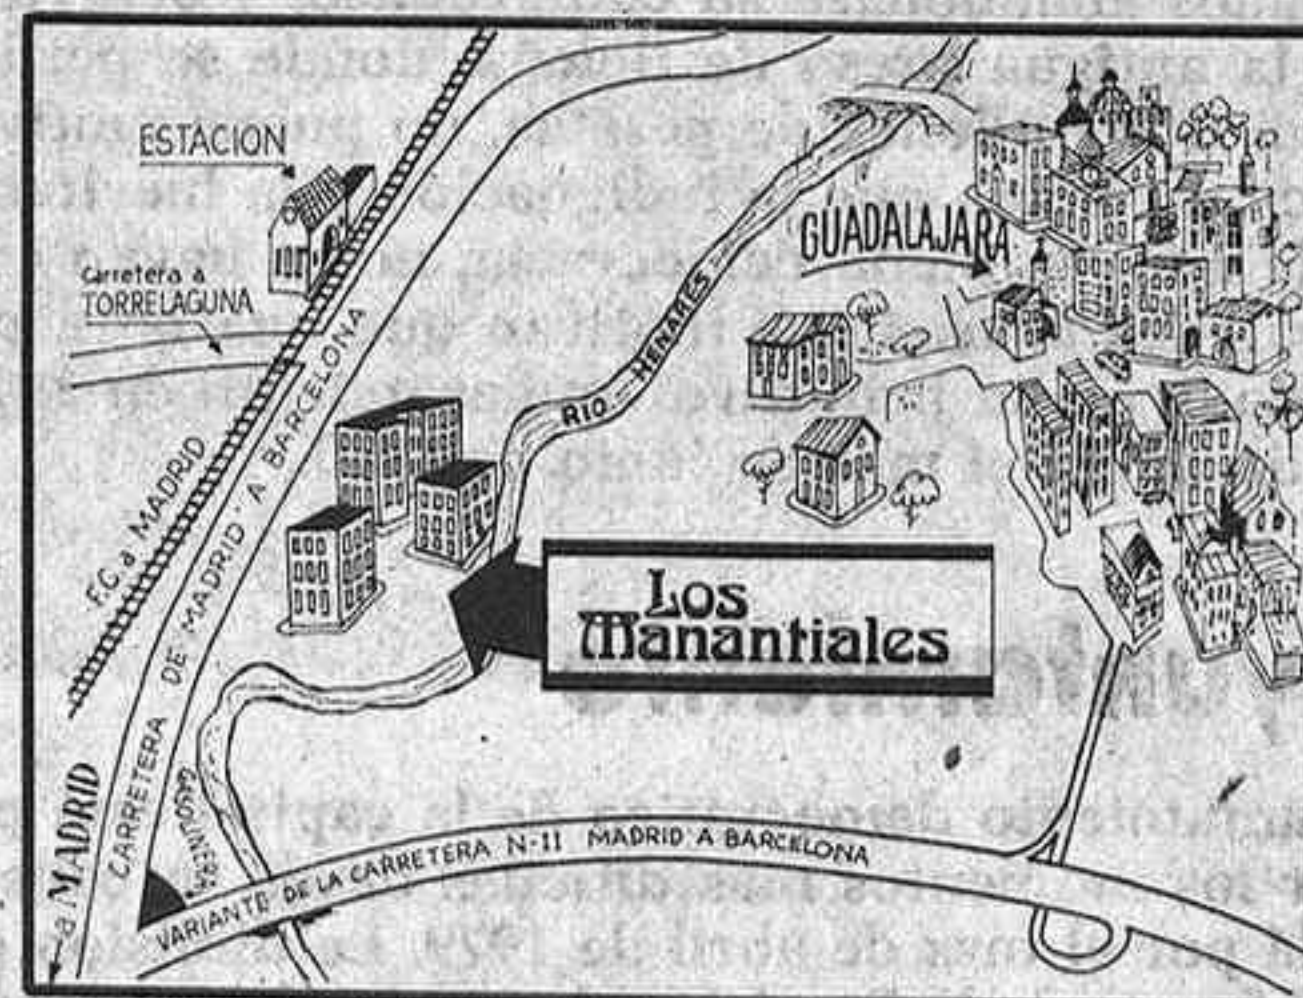 ESTACION
Carretera a
TORRELAGUNA
GUADALAJARA
RIO HENARES
F.C. a MADRID
CARRETERA DE MADRID A BARCELONA
Los
Manantiales
a MADRID
GASOLINERA
VARIANTE DE LA CARRETERA N-II MADRID A BARCELONA